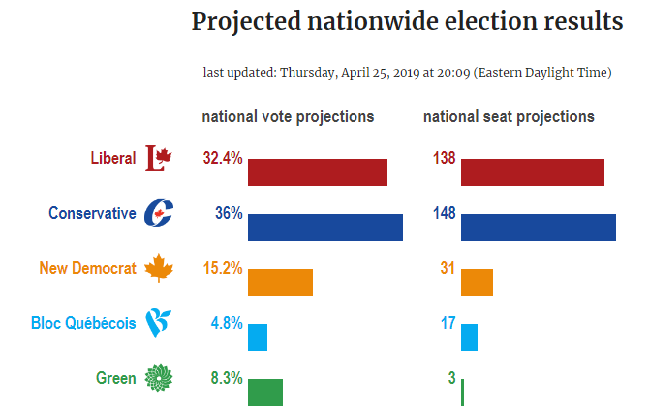 Projected nationwide election results
last updated: Thursday, April 25, 2019 at 20:09 (Eastern Daylight Time)
national vote projections national seat projections
Liberal 32.4% 138
Conservative 36% 148
New Democrat 15.2% 31
Bloc Québécois 4.8% 17
Green 8.3% 3